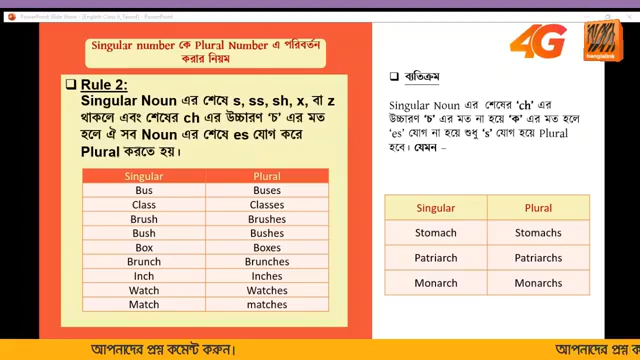 PowerPoint Slide Show - [English Class V_Tawsif] - PowerPoint
Singular number কে Plural Number এ পরিবর্তন
করার নিয়ম
Rule 2:
Singular Noun এর শেষে s, ss, sh, x, বা z
থাকলে এবং শেষের ch এর উচ্চারণ ‘চ’ এর মত
হলে ঐ সব Noun এর শেষে es যোগ করে
Plural করতে হয়।
Singular Plural
Bus Buses
Class Classes
Brush Brushes
Bush Bushes
Box Boxes
Brunch Brunches
Inch Inches
Watch Watches
Match matches
4G
banglalink
ব্যতিক্রম
Singular Noun এর শেষের ‘ch’ এর
উচ্চারণ ‘চ’ এর মত না হয়ে ‘ক’ এর মত হলে
‘es’ যোগ না হয়ে শুধু ‘s’ যোগ হয়ে Plural
হবে। যেমন –
Singular Plural
Stomach Stomachs
Patriarch Patriarchs
Monarch Monarchs
আপনাদের প্রশ্ন কমেন্ট করুন। আপনাদের প্রশ্ন ক